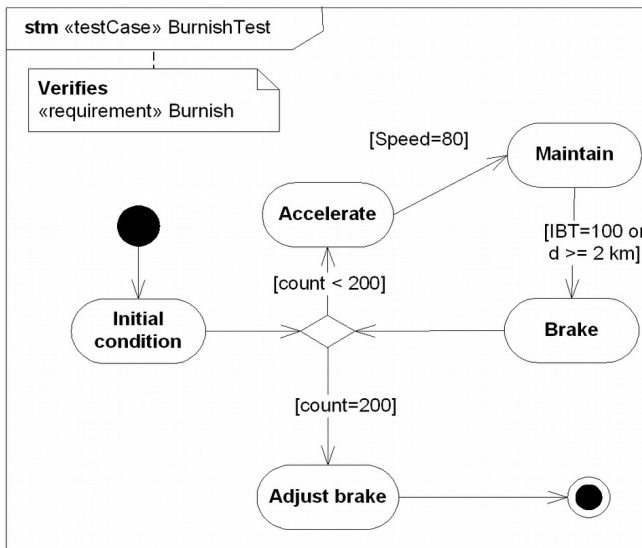 stm «testCase» BurnishTest
Verifies
«requirement» Burnish
[Speed=80]
Maintain
Accelerate
[IBT=100 or
d >= 2 km]
[count < 200]
Initial
condition
Brake
[count=200]
Adjust brake